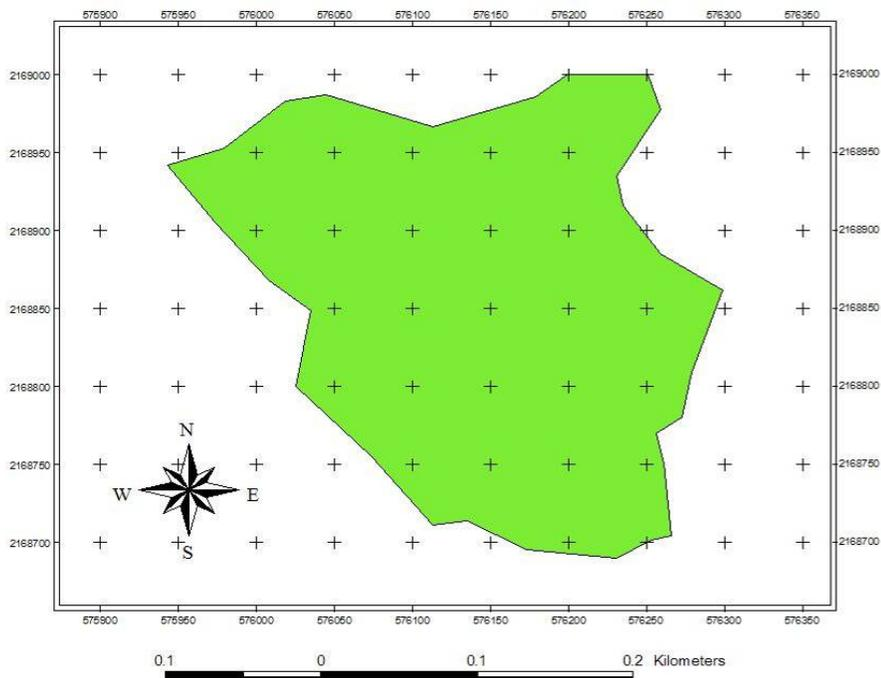 575900 575950 576000 576050 576100 576150 576200 576250 576300 576350
2169000 2169000
2168950 2168950
2168900 2168900
2168850 2168850
2168800 2168800
N
2168750 2168750
W E
2168700 S 2168700
575900 575950 576000 576050 576100 576150 576200 576250 576300 576350
0.1 0 0.1 0.2 Kilometers